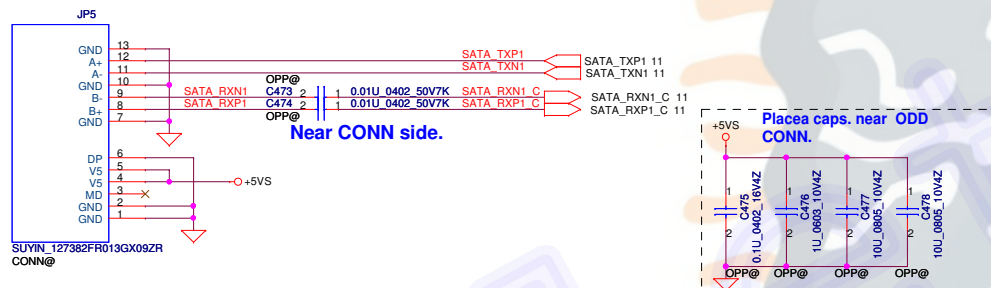 JP5
GND 13
A+ 12 SATA_TXP1 SATA_TXP1 11
A- 11 SATA_TXN1 SATA_TXN1 11
GND 10
OPP@
B- 9 SATA_RXN1 C473 2 1 0.01U_0402_50V7K SATA_RXN1_C SATA_RXN1_C 11
B+ 8 SATA_RXP1 C474 2 1 0.01U_0402_50V7K SATA_RXP1_C SATA_RXP1_C 11
GND 7
OPP@
Near CONN side.
DP 6
V5 5
V5 4 +5VS
MD 3
GND 2
GND 1
SUYIN_127382FR013GX09ZR
CONN@
+5VS
Placea caps. near ODD
CONN.
1 2 C475 0.1U_0402_16V4Z OPP@
1 2 C476 1U_0603_10V4Z OPP@
1 2 C477 10U_0805_10V4Z OPP@
1 2 C478 10U_0805_10V4Z OPP@